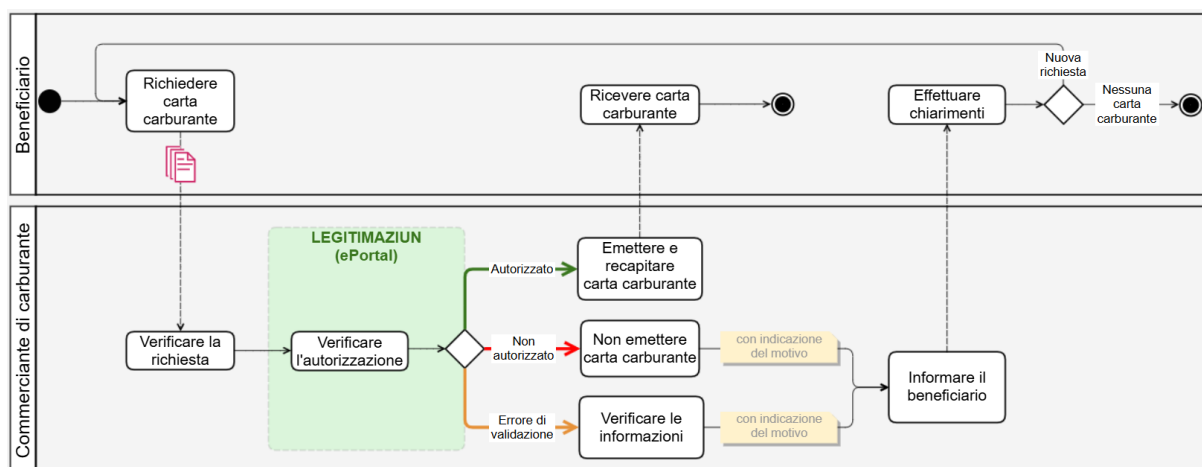 Beneficiario
Richiedere
carta
carburante
Ricevere carta
carburante
Effettuare
chiarimenti
Nuova
richiesta
Nessuna
carta
carburante
Commerciante di carburante
LEGITIMAZIUN
(ePortal)
Verificare la
richiesta
Verificare
l'autorizzazione
Autorizzato
Emettere e
recapitare
carta carburante
Non
autorizzato
Non emettere
carta carburante
con indicazione
del motivo
Errore di
validazione
Verificare le
informazioni
con indicazione
del motivo
Informare il
beneficiario